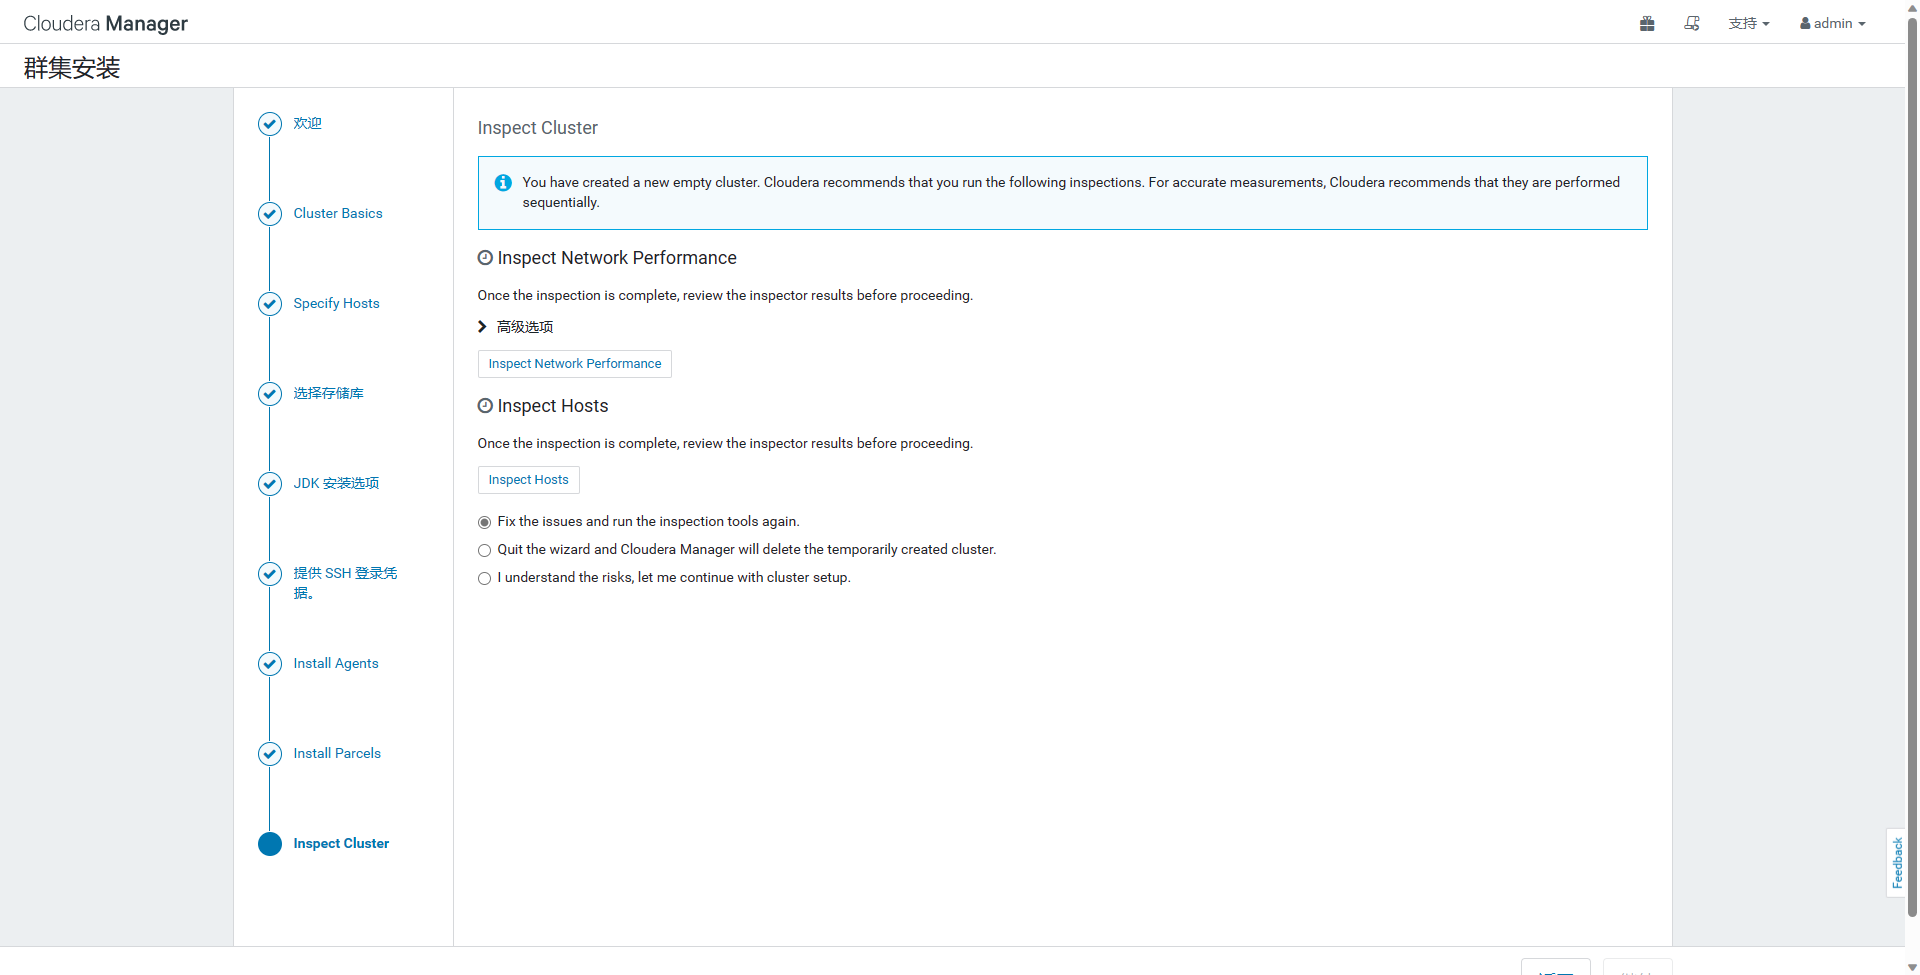 Cloudera Manager
支持
admin
群集安装
欢迎
Cluster Basics
Specify Hosts
选择存储库
JDK 安装选项
提供 SSH 登录凭
据。
Install Agents
Install Parcels
Inspect Cluster
Inspect Cluster
You have created a new empty cluster. Cloudera recommends that you run the following inspections. For accurate measurements, Cloudera recommends that they are performed
sequentially.
Inspect Network Performance
Once the inspection is complete, review the inspector results before proceeding.
高级选项
Inspect Network Performance
Inspect Hosts
Once the inspection is complete, review the inspector results before proceeding.
Inspect Hosts
Fix the issues and run the inspection tools again.
Quit the wizard and Cloudera Manager will delete the temporarily created cluster.
I understand the risks, let me continue with cluster setup.
Feedback